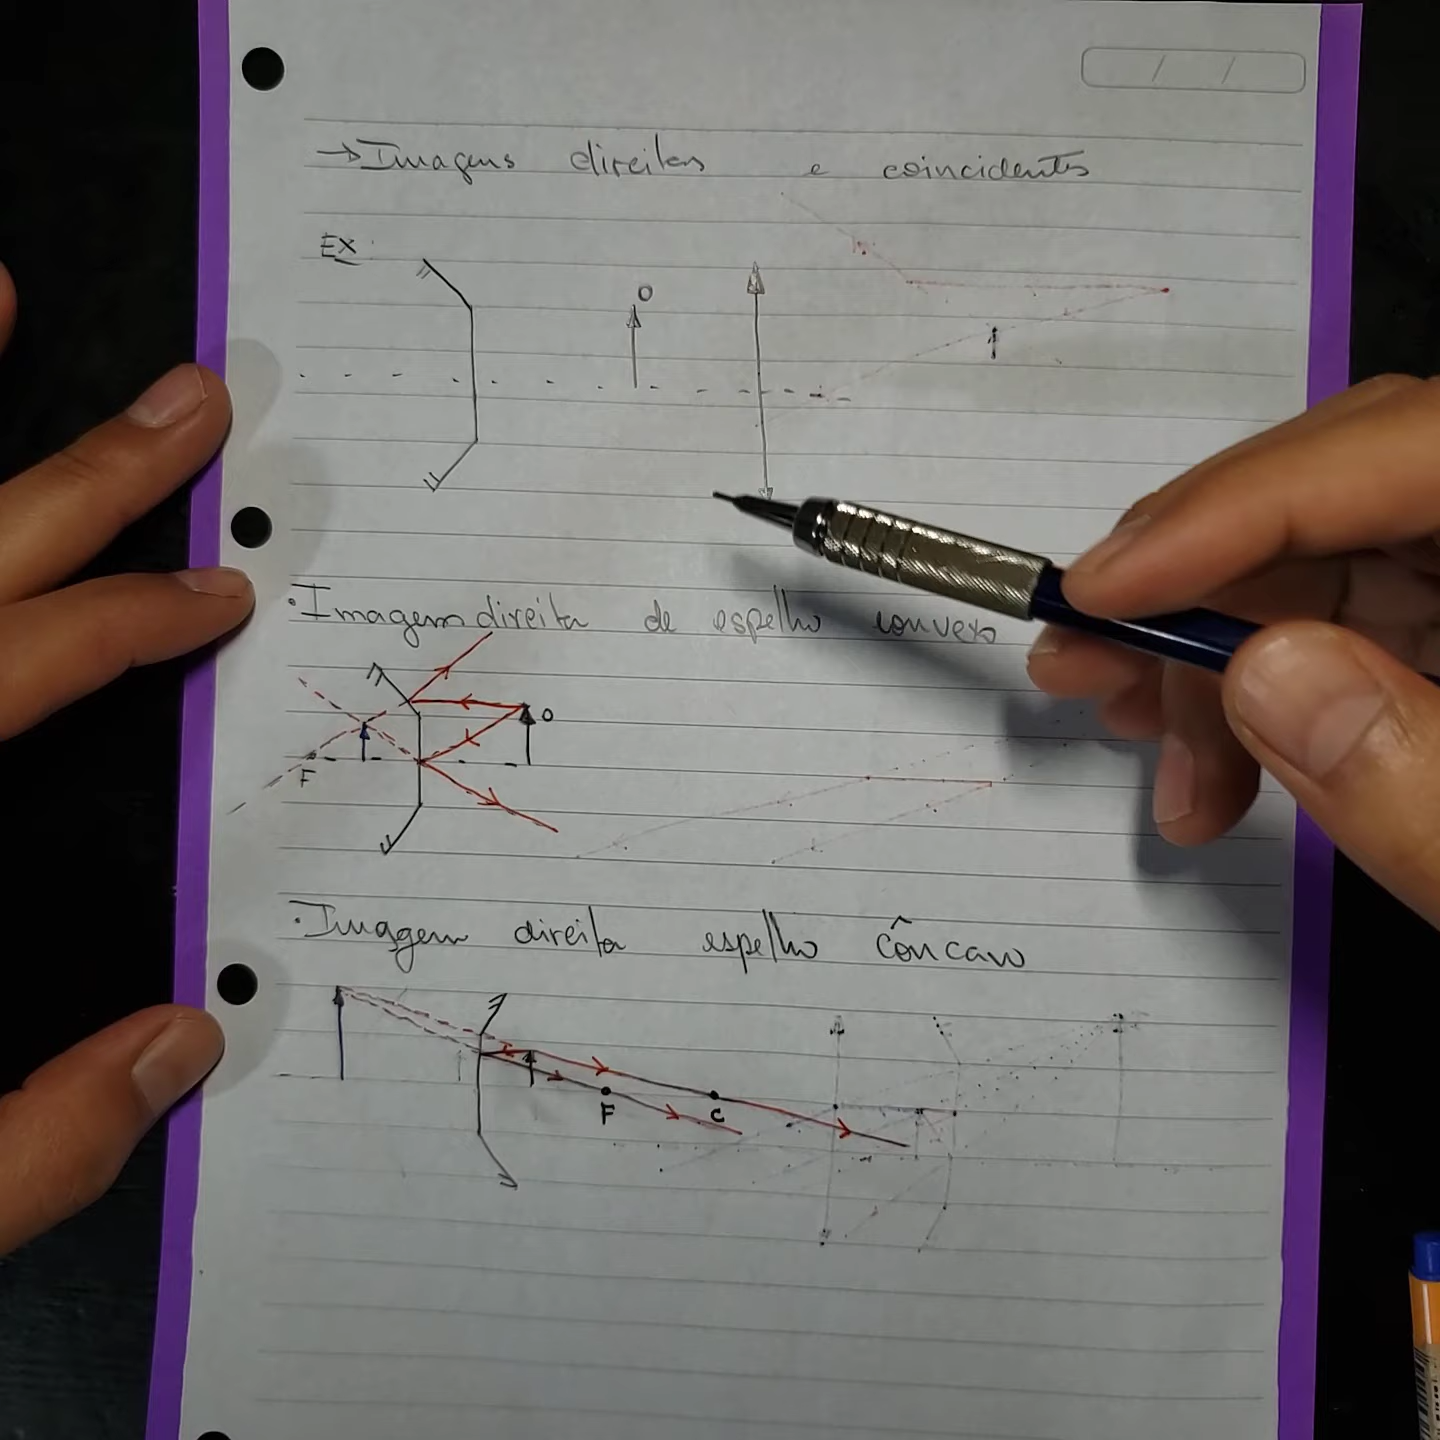 → Imagens direitas e coincidentes
Ex.
O
· Imagem direita de espelho convexo
O
F
· Imagem direita espelho côncavo
F
C